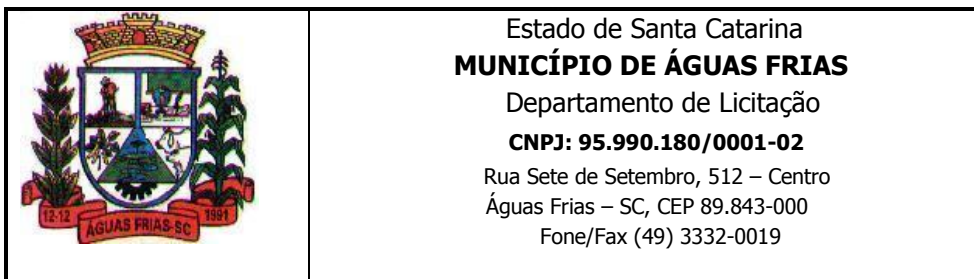 12-12
1991
ÁGUAS FRIAS-SC
Estado de Santa Catarina
MUNICÍPIO DE ÁGUAS FRIAS
Departamento de Licitação
CNPJ: 95.990.180/0001-02
Rua Sete de Setembro, 512 – Centro
Águas Frias – SC, CEP 89.843-000
Fone/Fax (49) 3332-0019